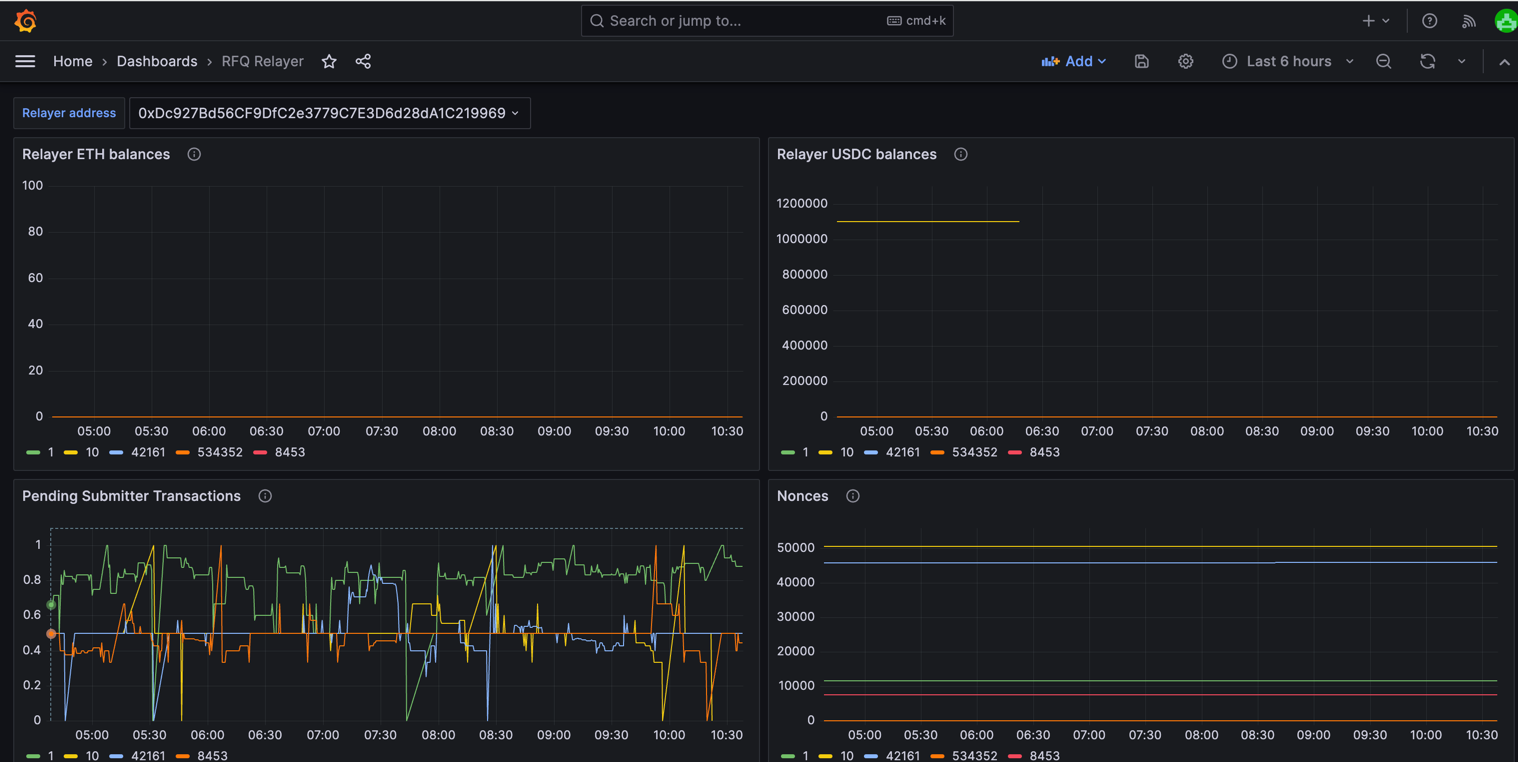 Search or jump to... cmd+k
Home › Dashboards › RFQ Relayer Add Last 6 hours
Relayer address 0xDc927Bd56CF9DfC2e3779C7E3D6d28dA1C219969
Relayer ETH balances
100
80
60
40
20
0
05:00 05:30 06:00 06:30 07:00 07:30 08:00 08:30 09:00 09:30 10:00 10:30
1 10 42161 534352 8453
Relayer USDC balances
1200000
1000000
800000
600000
400000
200000
0
05:00 05:30 06:00 06:30 07:00 07:30 08:00 08:30 09:00 09:30 10:00 10:30
1 10 42161 534352 8453
Pending Submitter Transactions
1
0.8
0.6
0.4
0.2
0
05:00 05:30 06:00 06:30 07:00 07:30 08:00 08:30 09:00 09:30 10:00 10:30
1 10 42161 8453
Nonces
50000
40000
30000
20000
10000
0
05:00 05:30 06:00 06:30 07:00 07:30 08:00 08:30 09:00 09:30 10:00 10:30
1 10 42161 534352 8453